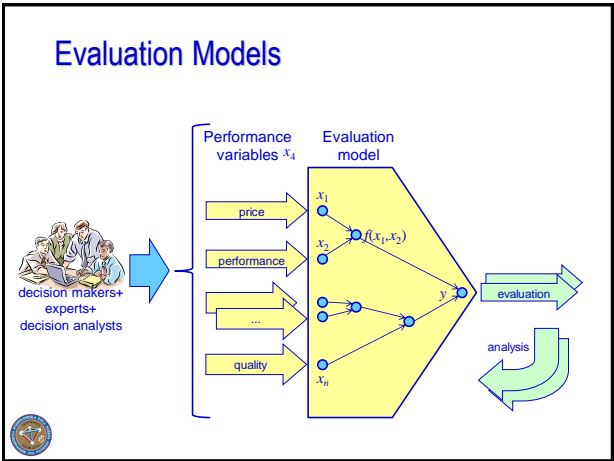 Evaluation Models
Performance
variables x4
Evaluation
model
price
performance
...
quality
x1
x2
f(x1,x2)
xn
y
decision makers+
experts+
decision analysts
evaluation
analysis